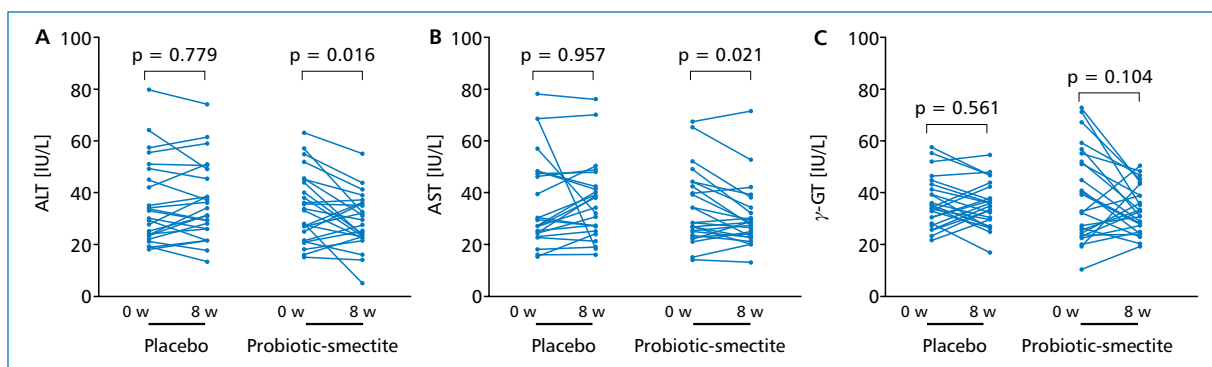 A
ALT [IU/L]
100
80
60
40
20
0
p = 0.779
p = 0.016
0 w
8 w
0 w
8 w
Placebo
Probiotic-smectite
B
AST [IU/L]
100
80
60
40
20
0
p = 0.957
p = 0.021
0 w
8 w
0 w
8 w
Placebo
Probiotic-smectite
C
γ-GT [IU/L]
100
80
60
40
20
0
p = 0.561
p = 0.104
0 w
8 w
0 w
8 w
Placebo
Probiotic-smectite